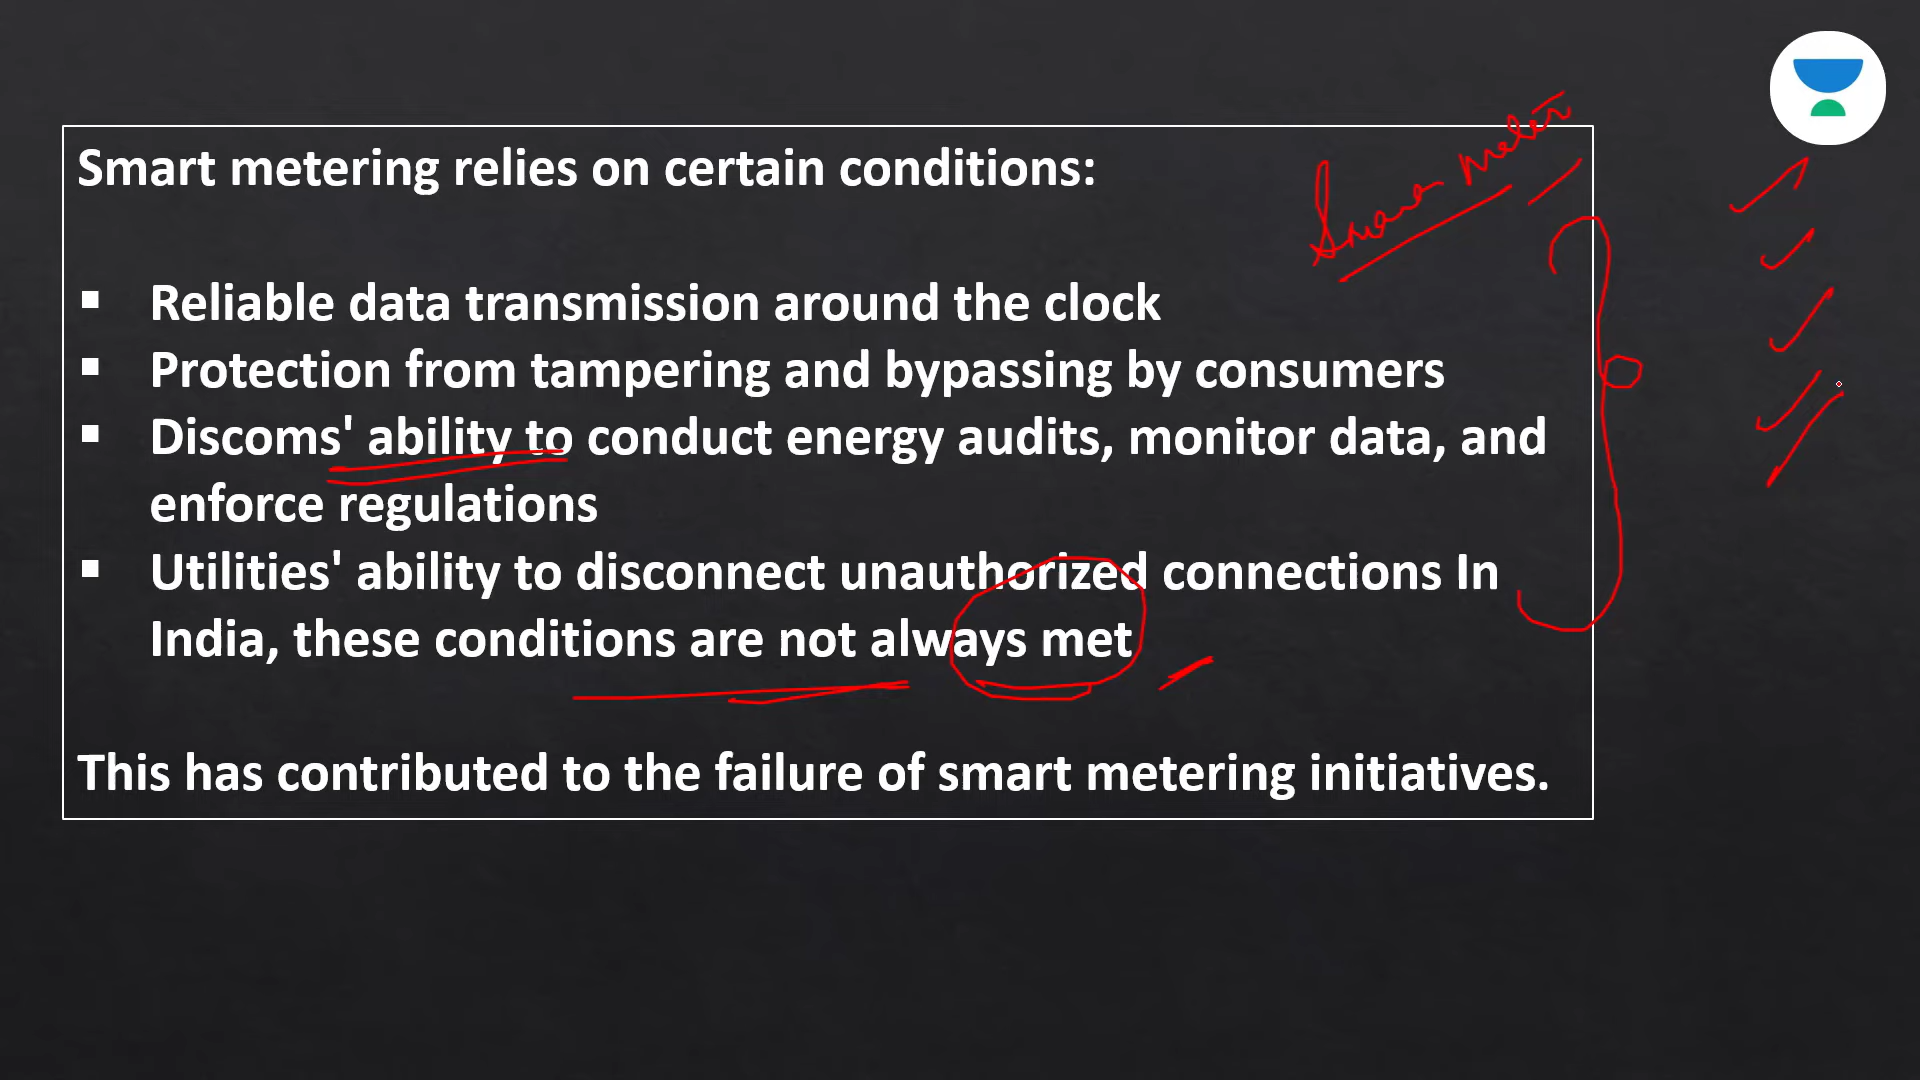 Smart metering relies on certain conditions:
Smart Meter
▪ Reliable data transmission around the clock
▪ Protection from tampering and bypassing by consumers
▪ Discoms' ability to conduct energy audits, monitor data, and
enforce regulations
▪ Utilities' ability to disconnect unauthorized connections In
India, these conditions are not always met
This has contributed to the failure of smart metering initiatives.